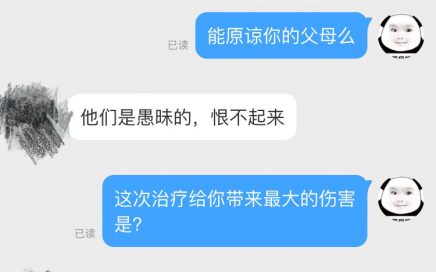 能原谅你的父母么
已读
他们是愚昧的，恨不起来
这次治疗给你带来最大的伤害
是？
已读